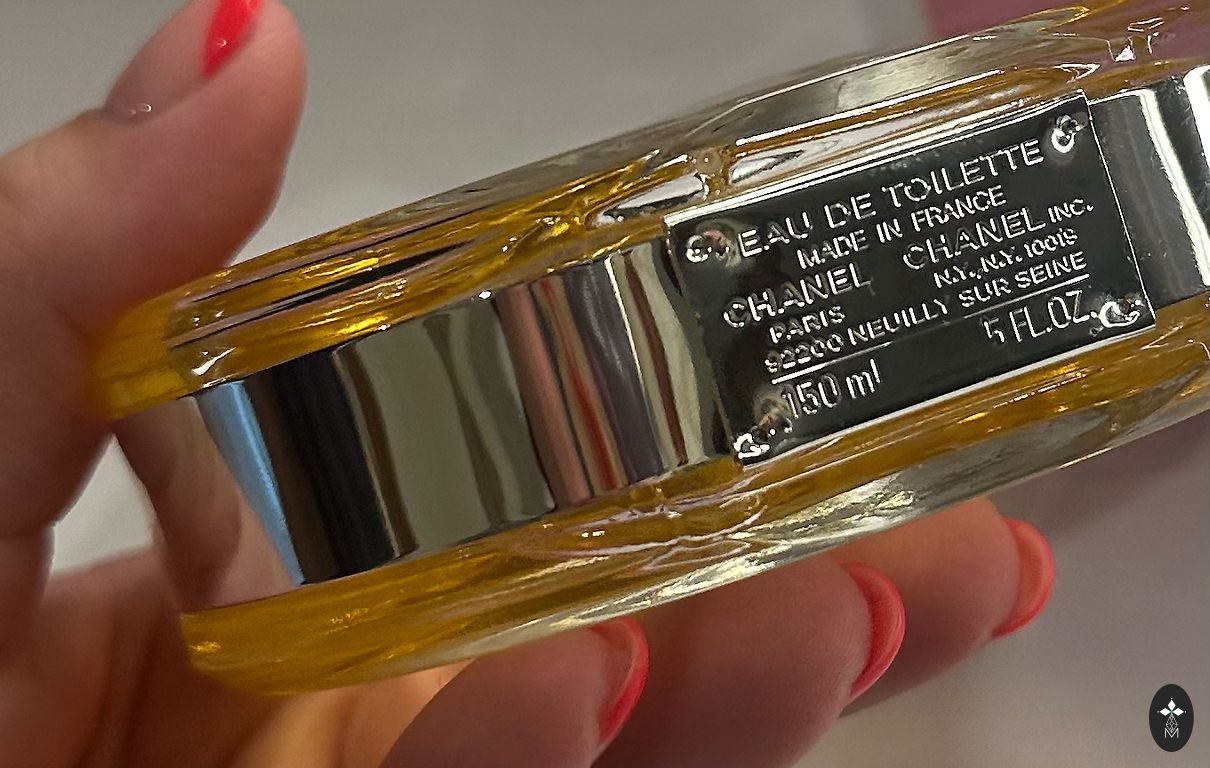 EAU DE TOILETTE
MADE IN FRANCE
CHANEL CHANEL INC.
PARIS N.Y., N.Y. 10019
92200 NEUILLY SUR SEINE
150 ml 5 FL.OZ.
M